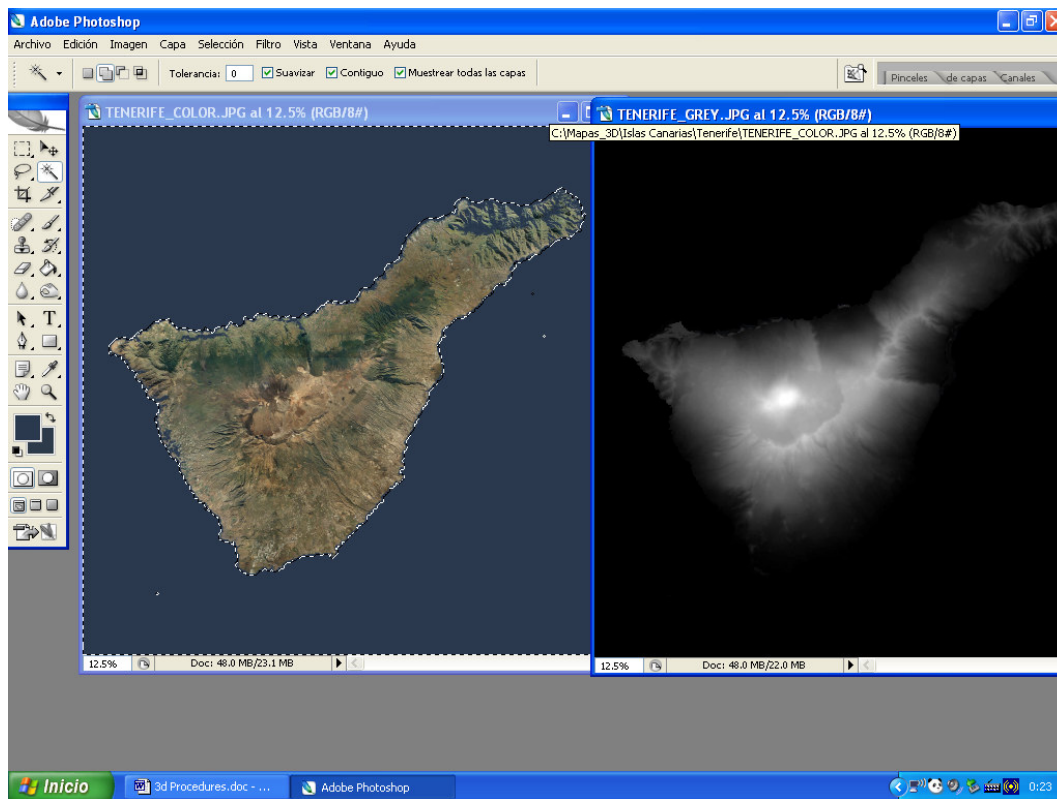 Adobe Photoshop
Archivo Edición Imagen Capa Selección Filtro Vista Ventana Ayuda
Tolerancia: 0 Suavizar Contiguo Muestrear todas las capas
Pinceles de capas Canales
TENERIFE_COLOR.JPG al 12.5% (RGB/8#)
TENERIFE_GREY.JPG al 12.5% (RGB/8#)
C:\Mapas_3D\Islas Canarias\Tenerife\TENERIFE_COLOR.JPG al 12.5% (RGB/8#)
T
12.5% Doc: 48.0 MB/23.1 MB
12.5% Doc: 48.0 MB/22.0 MB
Inicio
3d Procedures.doc - ...
Adobe Photoshop
0:23